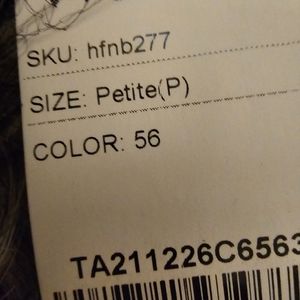 SKU: hfnb277
SIZE: Petite(P)
COLOR: 56
TA211226C6563